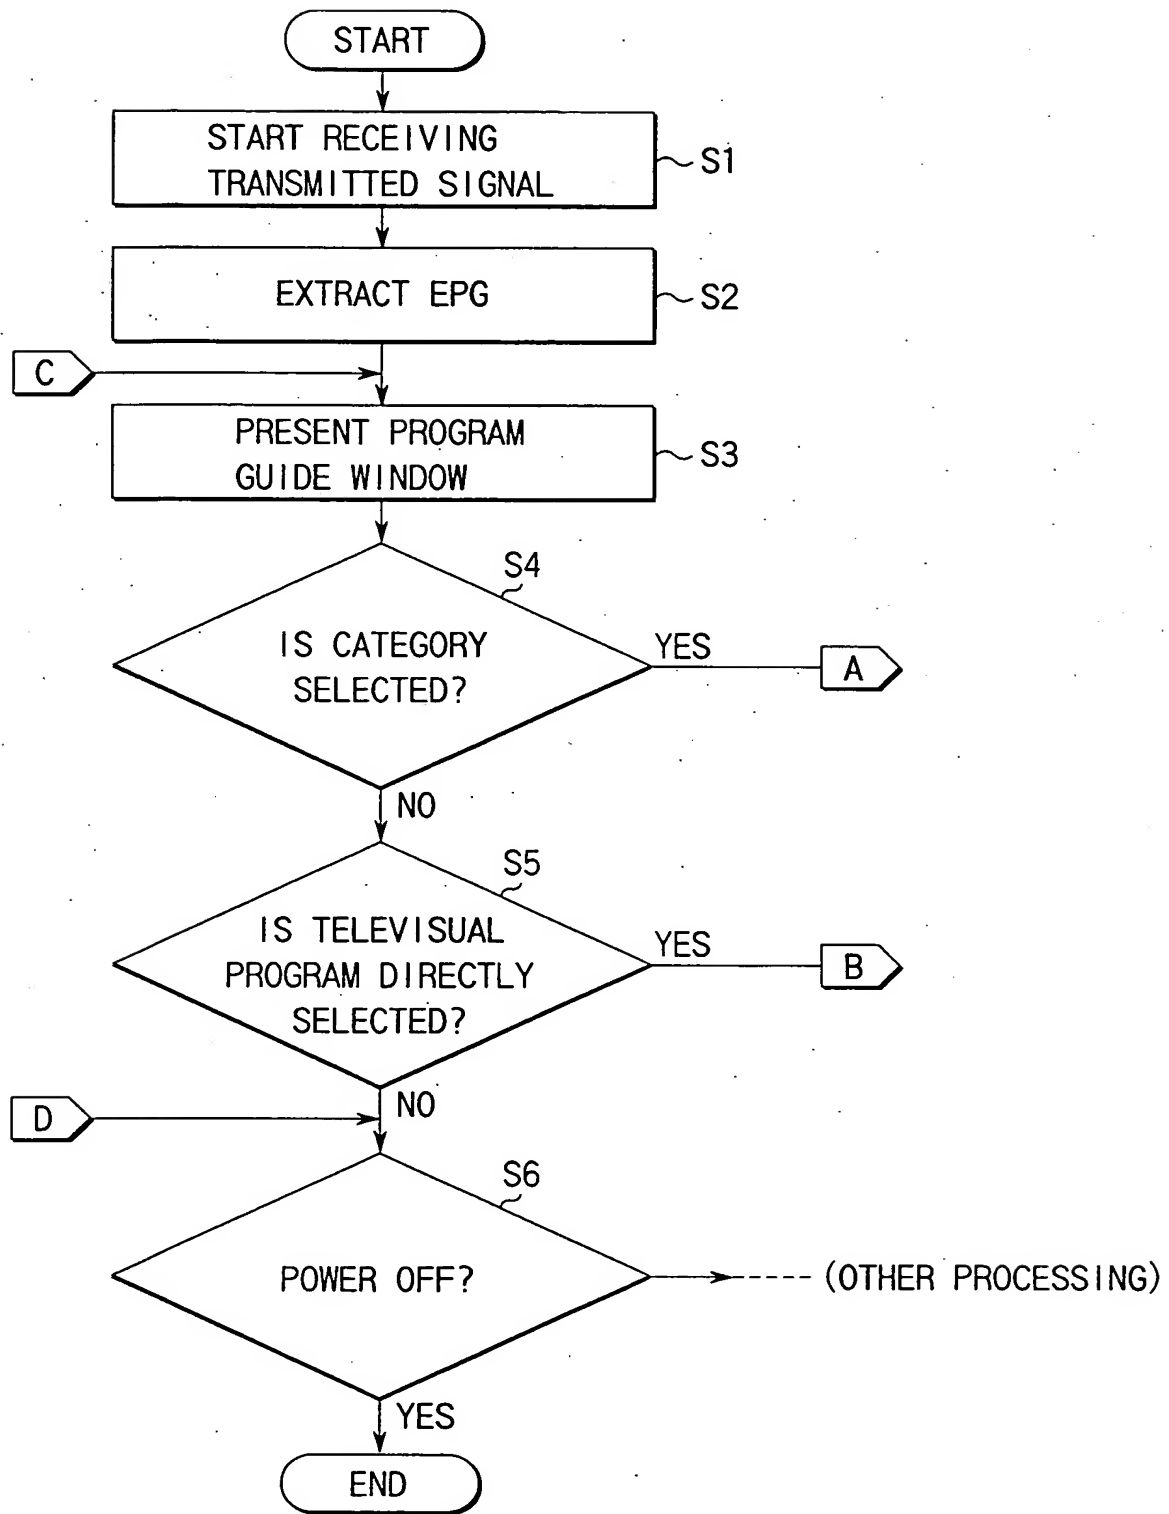 START
START RECEIVING
TRANSMITTED SIGNAL
S1
EXTRACT EPG
S2
C
PRESENT PROGRAM
GUIDE WINDOW
S3
S4
IS CATEGORY
SELECTED?
YES
A
NO
S5
IS TELEVISUAL
PROGRAM DIRECTLY
SELECTED?
YES
B
NO
D
S6
POWER OFF?
(OTHER PROCESSING)
YES
END